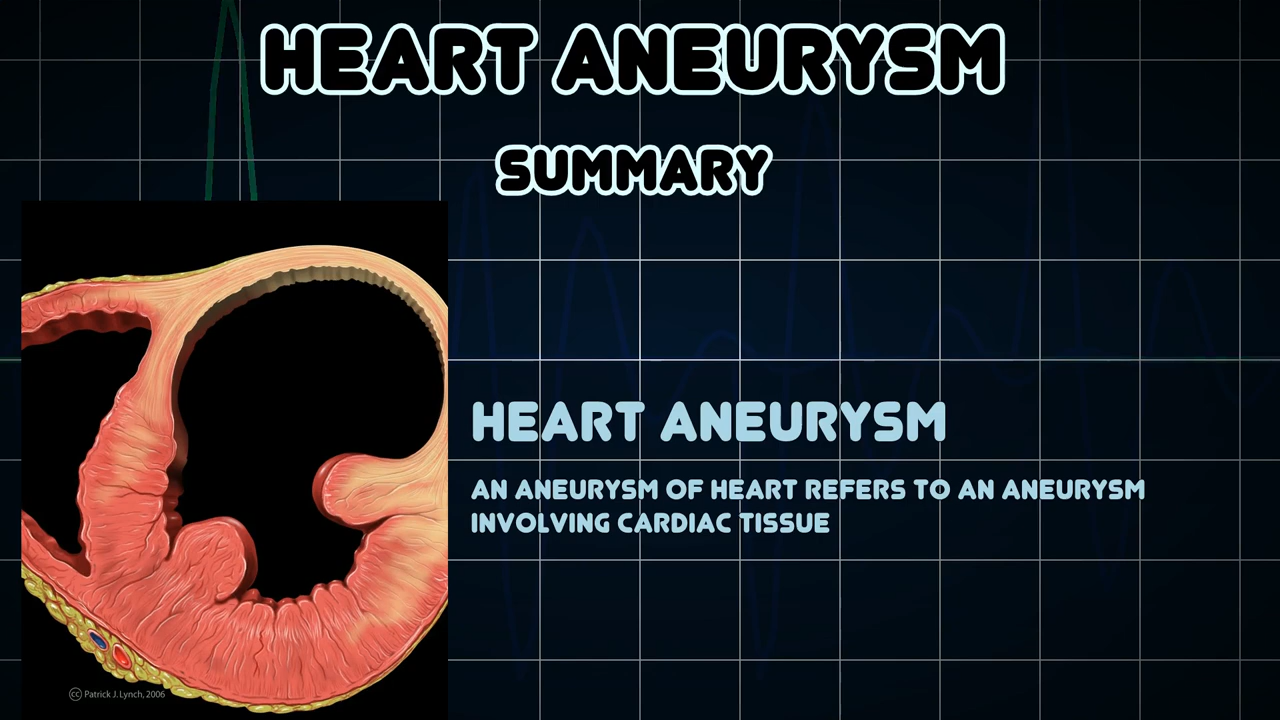 HEART ANEURYSM
SUMMARY
HEART ANEURYSM
AN ANEURYSM OF HEART REFERS TO AN ANEURYSM
INVOLVING CARDIAC TISSUE
(cc) Patrick J. Lynch, 2006